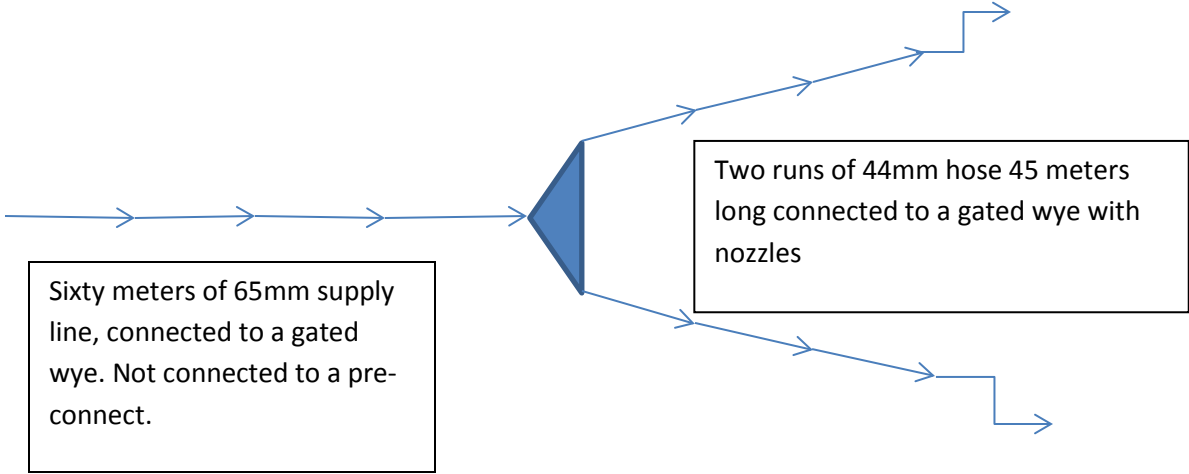 Two runs of 44mm hose 45 meters
long connected to a gated wye with
nozzles
Sixty meters of 65mm supply
line, connected to a gated
wye. Not connected to a pre-
connect.